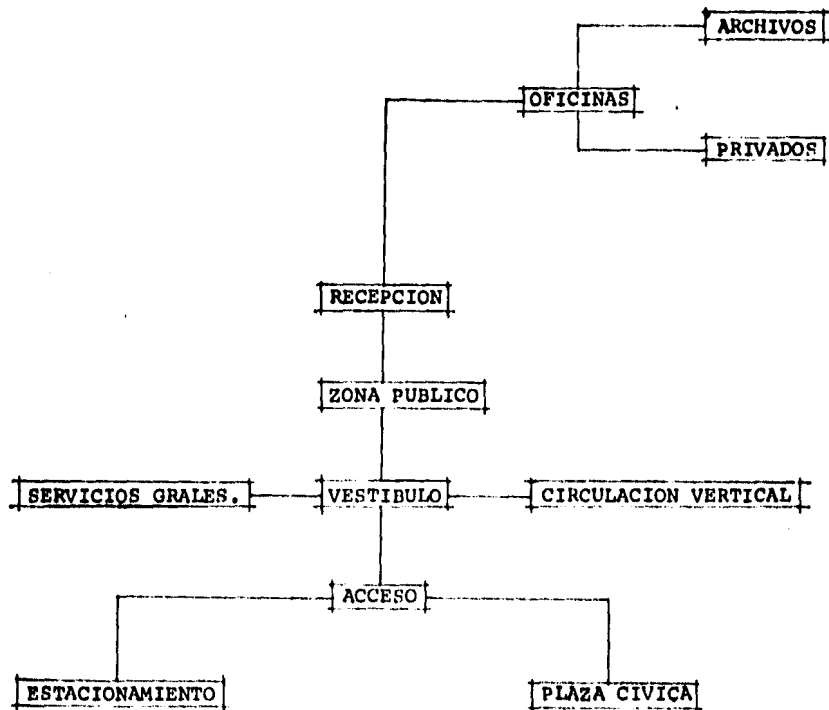 ARCHIVOS
OFICINAS
PRIVADOS
RECEPCION
ZONA PUBLICO
SERVICIOS GRALES.
VESTIBULO
CIRCULACION VERTICAL
ACCESO
ESTACIONAMIENTO
PLAZA CIVICA